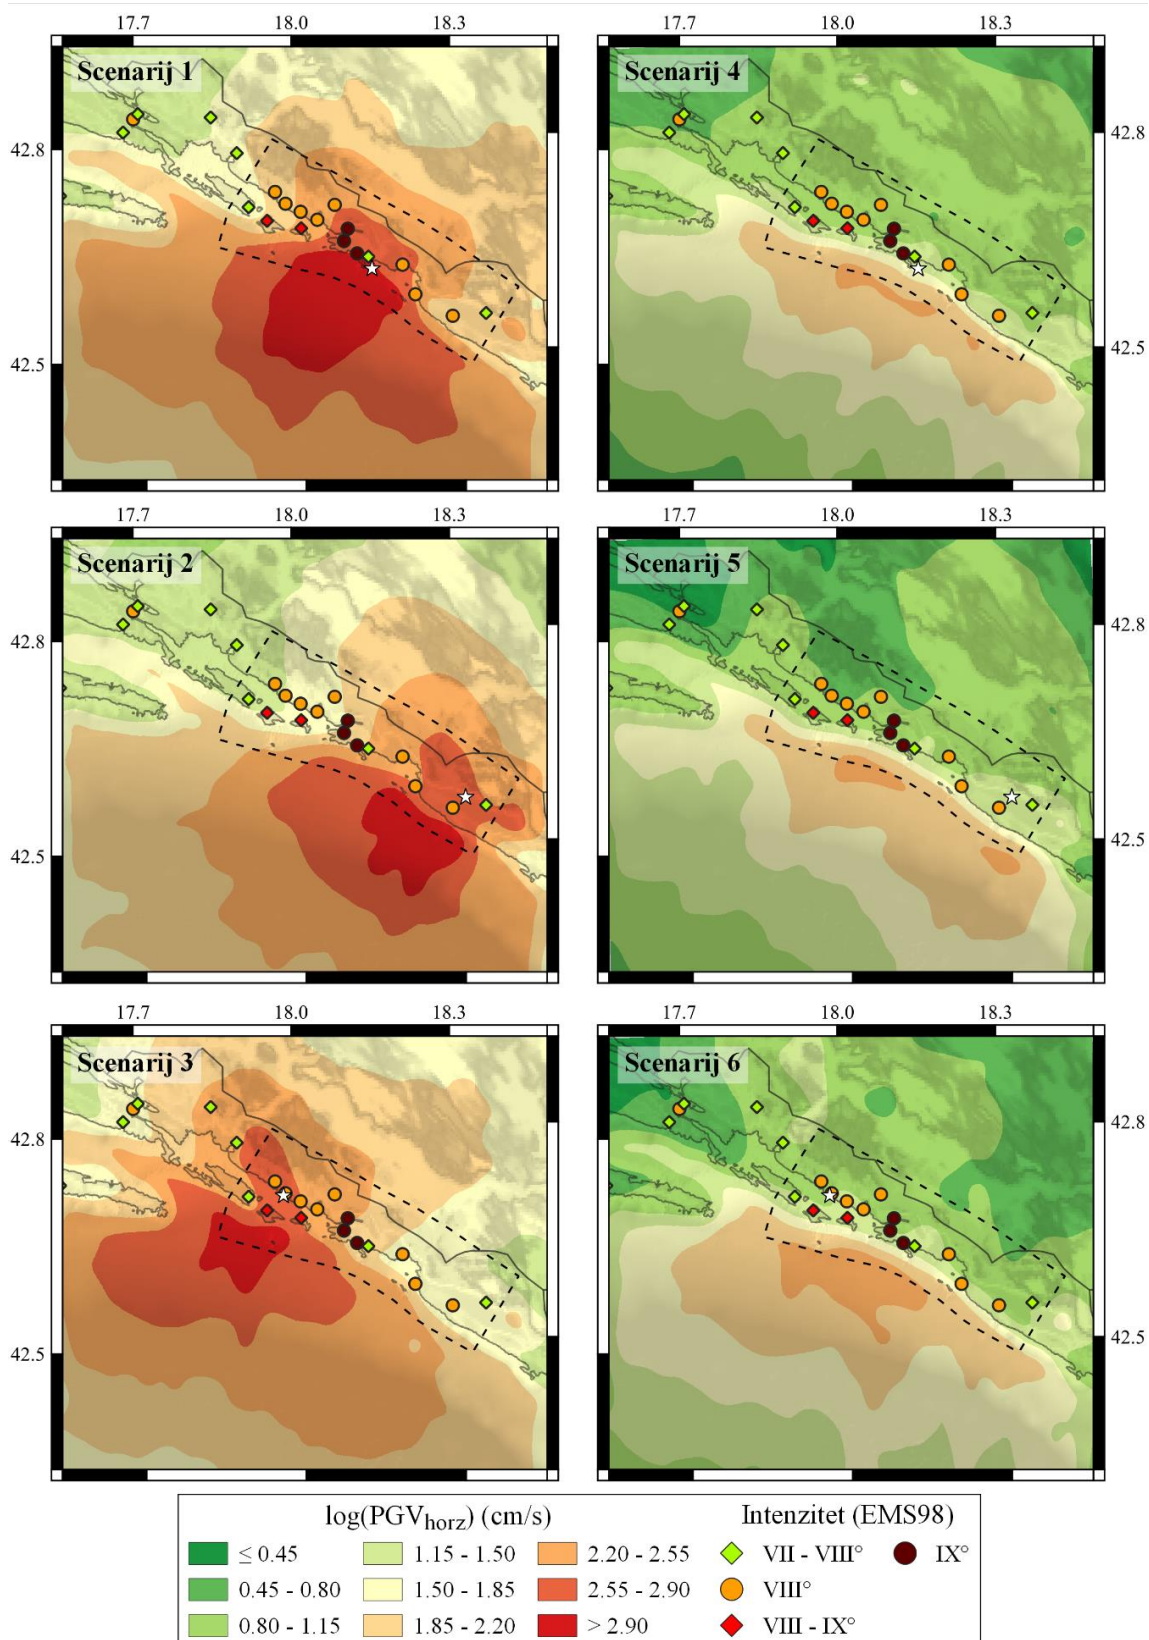 17.7 18.0 18.3 17.7 18.0 18.3
Scenarij 1 Scenarij 4
42.8 42.8
42.5 42.5
17.7 18.0 18.3 17.7 18.0 18.3
Scenarij 2 Scenarij 5
42.8 42.8
42.5 42.5
17.7 18.0 18.3 17.7 18.0 18.3
Scenarij 3 Scenarij 6
42.8 42.8
42.5 42.5
log(PGVhorz) (cm/s) Intenzitet (EMS98)
≤ 0.45 1.15 - 1.50 2.20 - 2.55 VII - VIII° IX°
0.45 - 0.80 1.50 - 1.85 2.55 - 2.90 VIII°
0.80 - 1.15 1.85 - 2.20 > 2.90 VIII - IX°